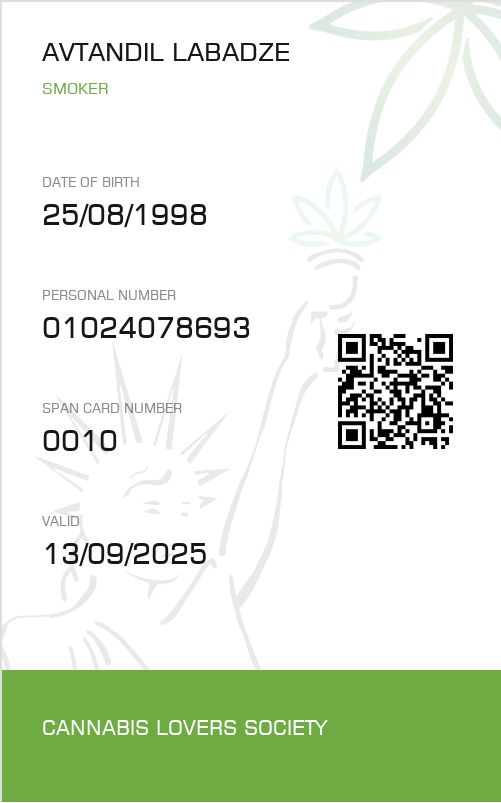 AVTANDIL LABADZE
SMOKER
DATE OF BIRTH
25/08/1998
PERSONAL NUMBER
01024078693
SPAN CARD NUMBER
0010
VALID
13/09/2025
CANNABIS LOVERS SOCIETY